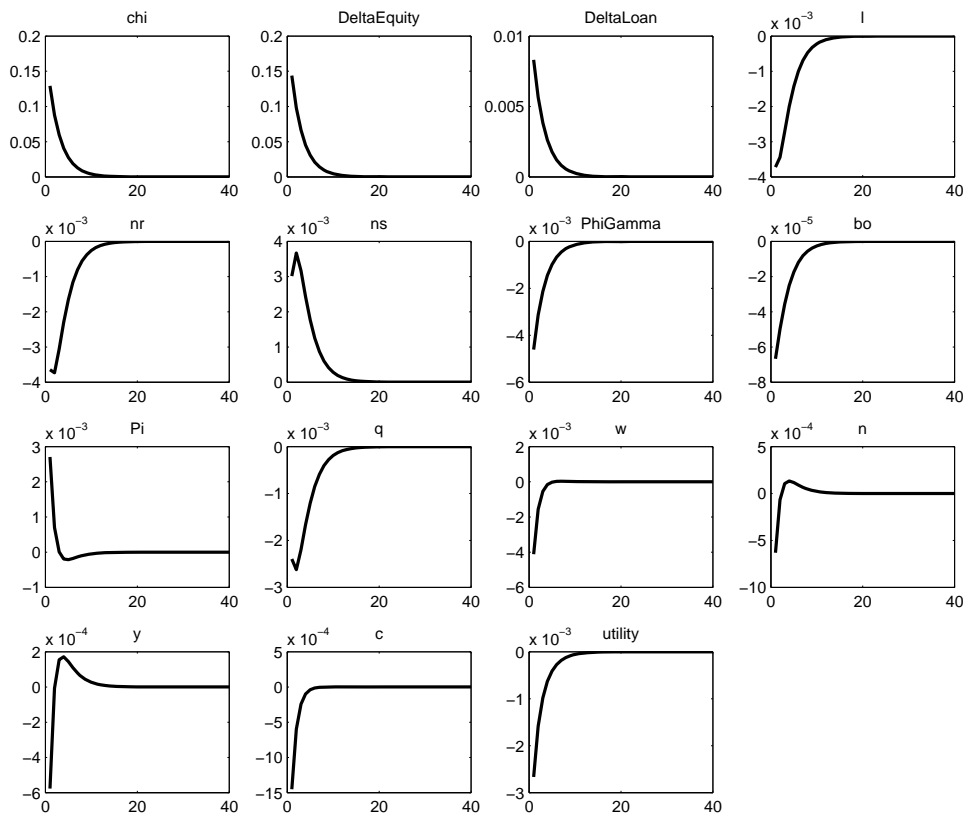 chi
0.2
0.15
0.1
0.05
0
0 20 40
DeltaEquity
0.2
0.15
0.1
0.05
0
0 20 40
DeltaLoan
0.01
0.005
0
0 20 40
l
x 10−3
0
−1
−2
−3
−4
0 20 40
nr
x 10−3
0
−1
−2
−3
−4
0 20 40
ns
x 10−3
4
3
2
1
0
0 20 40
PhiGamma
x 10−3
0
−2
−4
−6
0 20 40
bo
x 10−5
0
−2
−4
−6
−8
0 20 40
Pi
x 10−3
3
2
1
0
−1
0 20 40
q
x 10−3
0
−1
−2
−3
0 20 40
w
x 10−3
2
0
−2
−4
−6
0 20 40
n
x 10−4
5
0
−5
−10
0 20 40
y
x 10−4
2
0
−2
−4
−6
0 20 40
c
x 10−4
5
0
−5
−10
−15
0 20 40
utility
x 10−3
0
−1
−2
−3
0 20 40